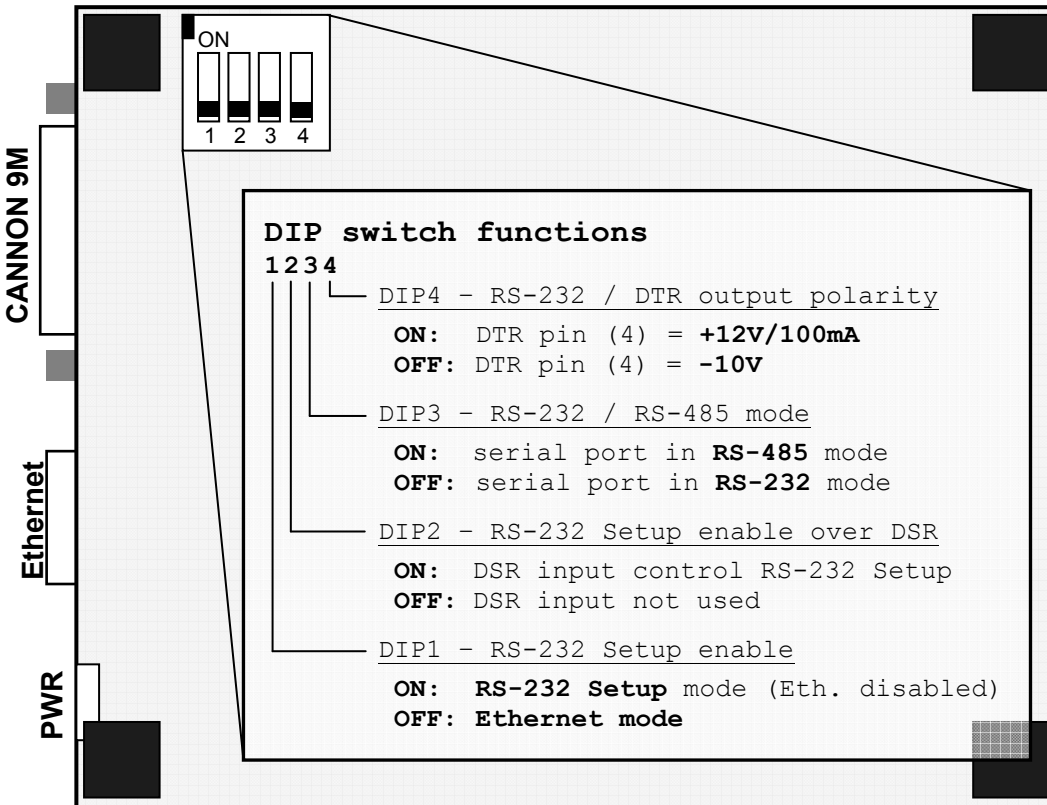 ON
1 2 3 4
CANNON 9M
Ethernet
PWR
DIP switch functions
1234
DIP4 – RS-232 / DTR output polarity
ON: DTR pin (4) = +12V/100mA
OFF: DTR pin (4) = -10V
DIP3 – RS-232 / RS-485 mode
ON: serial port in RS-485 mode
OFF: serial port in RS-232 mode
DIP2 – RS-232 Setup enable over DSR
ON: DSR input control RS-232 Setup
OFF: DSR input not used
DIP1 – RS-232 Setup enable
ON: RS-232 Setup mode (Eth. disabled)
OFF: Ethernet mode